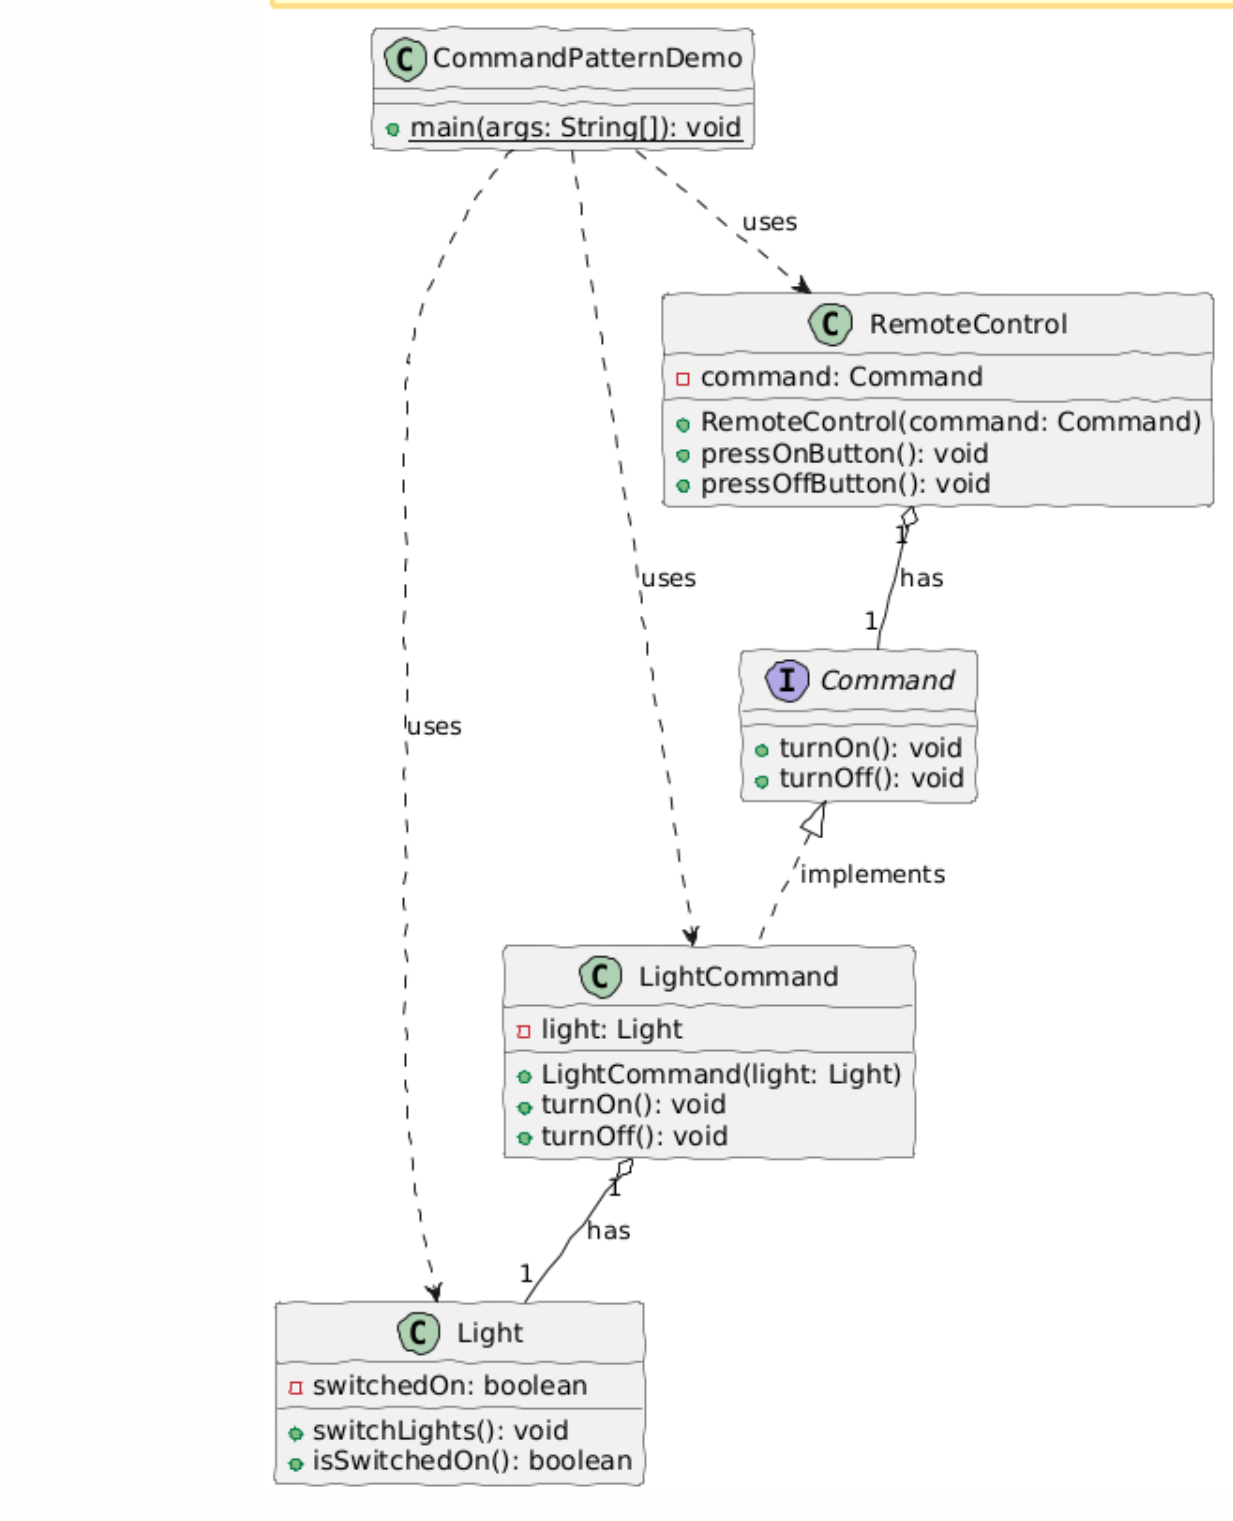 C CommandPatternDemo
main(args: String[]): void
uses
C RemoteControl
command: Command
RemoteControl(command: Command)
pressOnButton(): void
pressOffButton(): void
1
has
uses
1
I Command
turnOn(): void
turnOff(): void
uses
implements
C LightCommand
light: Light
LightCommand(light: Light)
turnOn(): void
turnOff(): void
1
has
1
C Light
switchedOn: boolean
switchLights(): void
isSwitchedOn(): boolean